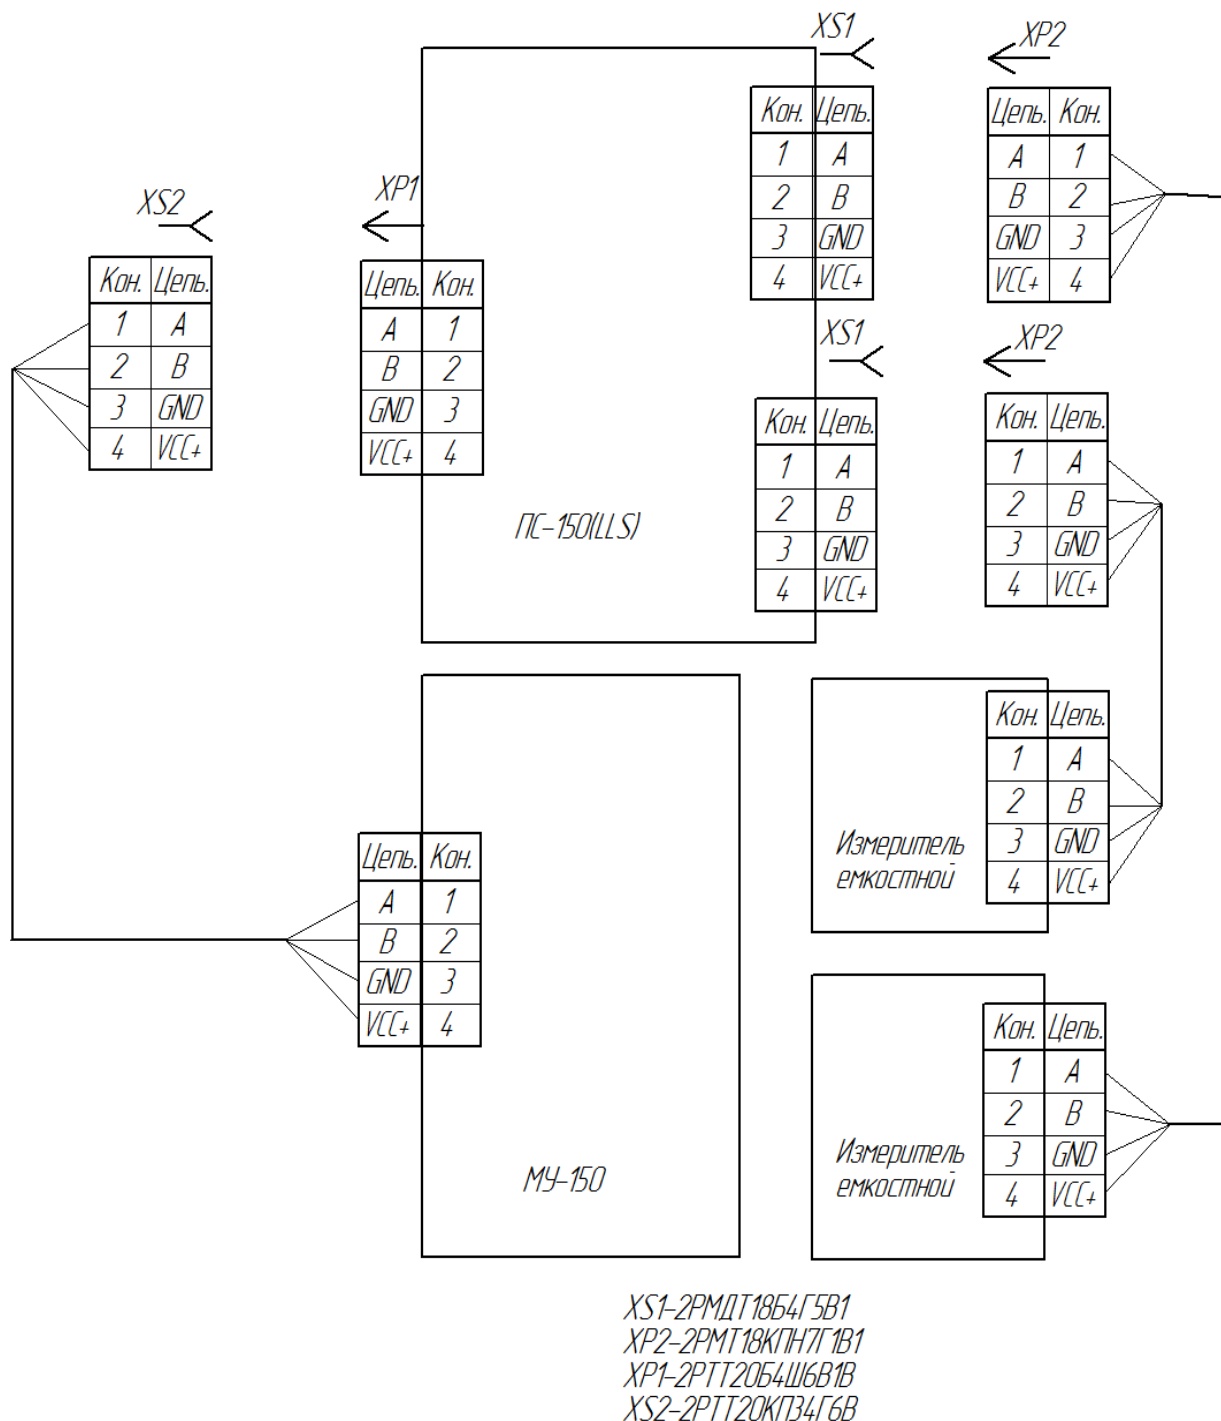 XS1
XP2
Кон. Цепь.
1 A
2 B
3 GND
4 VCC+
Цепь. Кон.
A 1
B 2
GND 3
VCC+ 4
XS2
XP1
Кон. Цепь.
1 A
2 B
3 GND
4 VCC+
Цепь. Кон.
A 1
B 2
GND 3
VCC+ 4
XS1
XP2
Кон. Цепь.
1 A
2 B
3 GND
4 VCC+
Кон. Цепь.
1 A
2 B
3 GND
4 VCC+
ПС-150(LLS)
Кон. Цепь.
1 A
2 B
3 GND
4 VCC+
Измеритель
емкостной
Цепь. Кон.
A 1
B 2
GND 3
VCC+ 4
МУ-150
Кон. Цепь.
1 A
2 B
3 GND
4 VCC+
Измеритель
емкостной
XS1-2РМДТ18Б4Г5В1
XP2-2РМТ18КПН7Г1В1
XP1-2РТТ20Б4Ш6В1В
XS2-2РТТ20КПЭ4Г6В